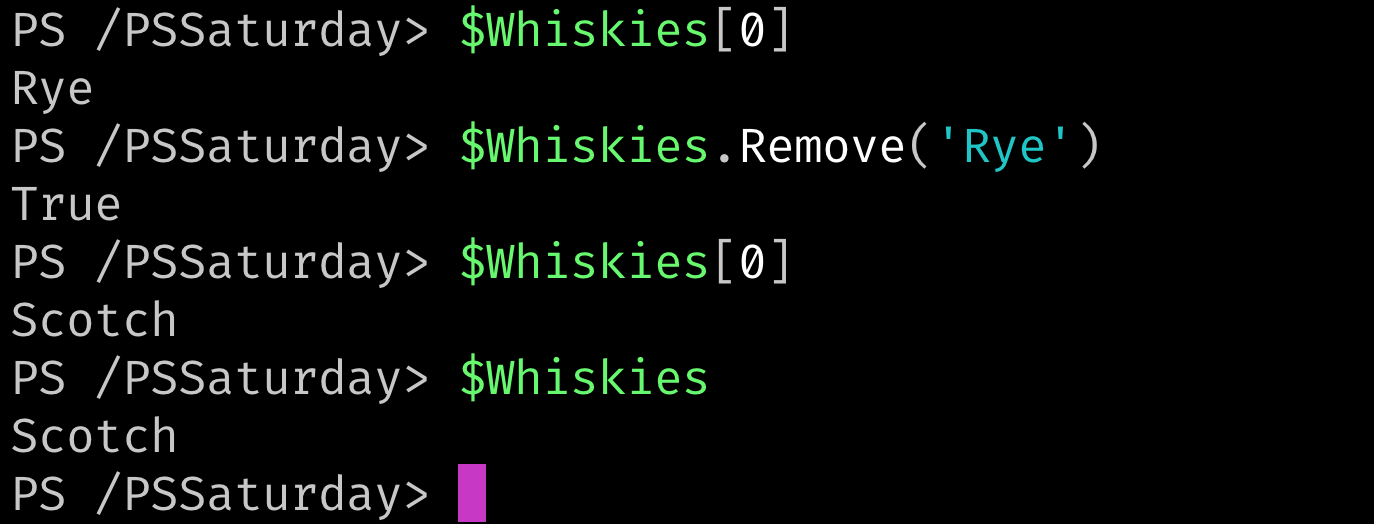 PS /PSSaturday> $Whiskies[0]
Rye
PS /PSSaturday> $Whiskies.Remove('Rye')
True
PS /PSSaturday> $Whiskies[0]
Scotch
PS /PSSaturday> $Whiskies
Scotch
PS /PSSaturday>